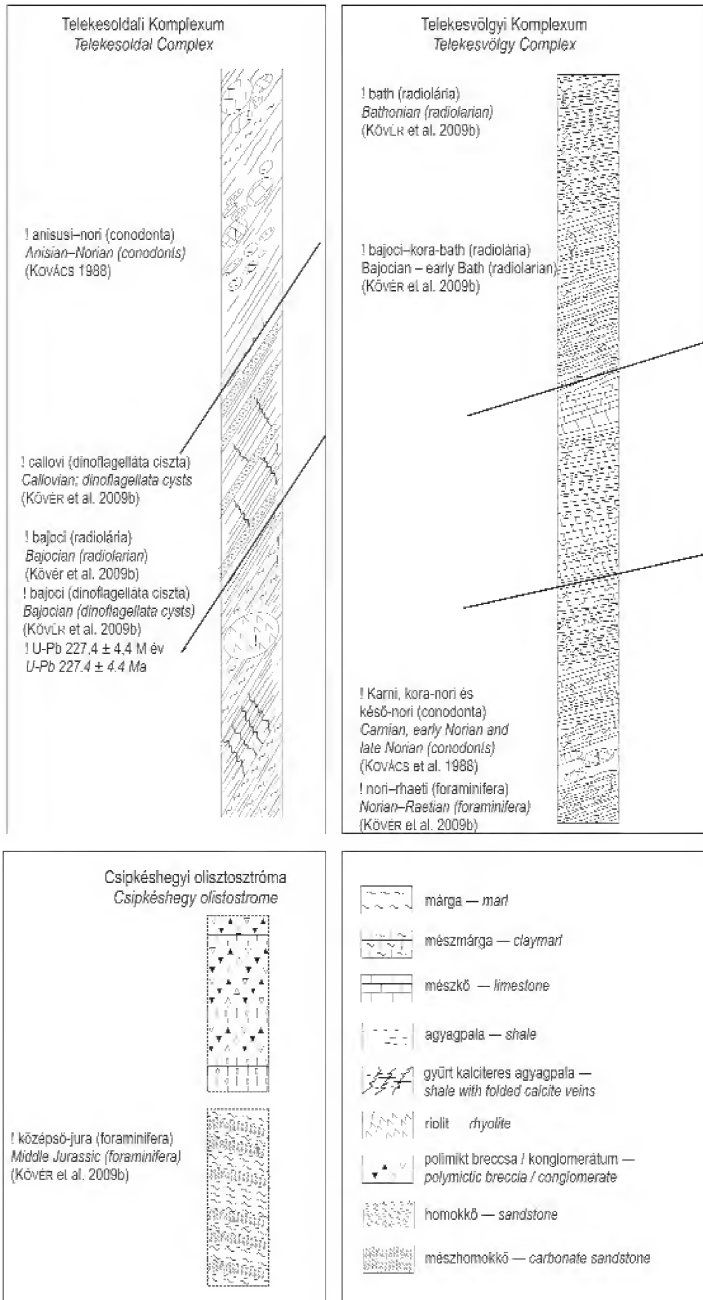 Telekesoldali Komplexum
Telekesoldal Complex
! anisusi–nori (conodonta)
Anisian–Norian (conodonts)
(KOVÁCS 1988)
! callovi (dinoflagelláta ciszta)
Callovian; dinoflagellata cysts
(KÖVÉR et al. 2009b)
! bajoci (radiolária)
Bajocian (radiolarian)
(Kövér et al. 2009b)
! bajoci (dinoflagelláta ciszta)
Bajocian (dinoflagellata cysts)
(KÖVÉR et al. 2009b)
! U-Pb 227,4 ± 4,4 M év
U-Pb 227.4 ± 4.4 Ma
Telekesvölgyi Komplexum
Telekesvölgy Complex
! bath (radiolária)
Bathonian (radiolarian)
(KÖVÉR et al. 2009b)
! bajoci–kora-bath (radiolária)
Bajocian – early Bath (radiolarian)
(KÖVÉR et al. 2009b)
! Karni, kora-nori és
késő-nori (conodonta)
Carnian, early Norian and
late Norian (conodonts)
(KOVÁCS et al. 1988)
! nori–rhaeti (foraminifera)
Norian–Raetian (foraminifera)
(KÖVÉR et al. 2009b)
Csipkéshegyi olisztosztróma
Csipkéshegy olistostrome
! középső-jura (foraminifera)
Middle Jurassic (foraminifera)
(KÖVÉR et al. 2009b)
márga — marl
mészmárga — claymarl
mészkő — limestone
agyagpala — shale
gyűrt kalciteres agyagpala —
shale with folded calcite veins
riolit rhyolite
polimikt breccsa / konglomerátum —
polymictic breccia / conglomerate
homokkő — sandstone
mészhomokkő — carbonate sandstone